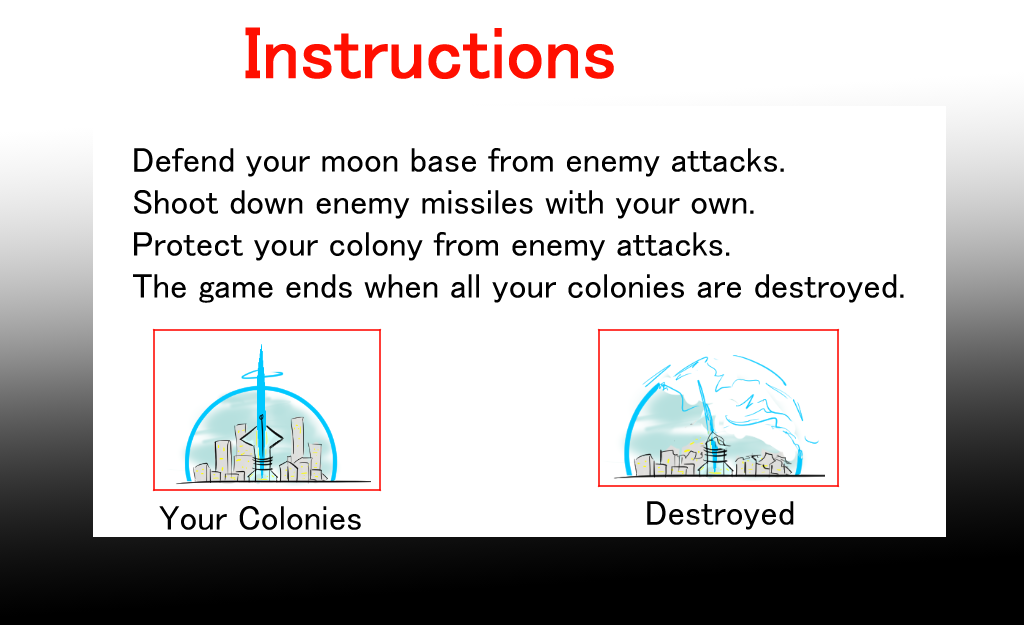 Instructions
Defend your moon base from enemy attacks.
Shoot down enemy missiles with your own.
Protect your colony from enemy attacks.
The game ends when all your colonies are destroyed.
Your Colonies
Destroyed